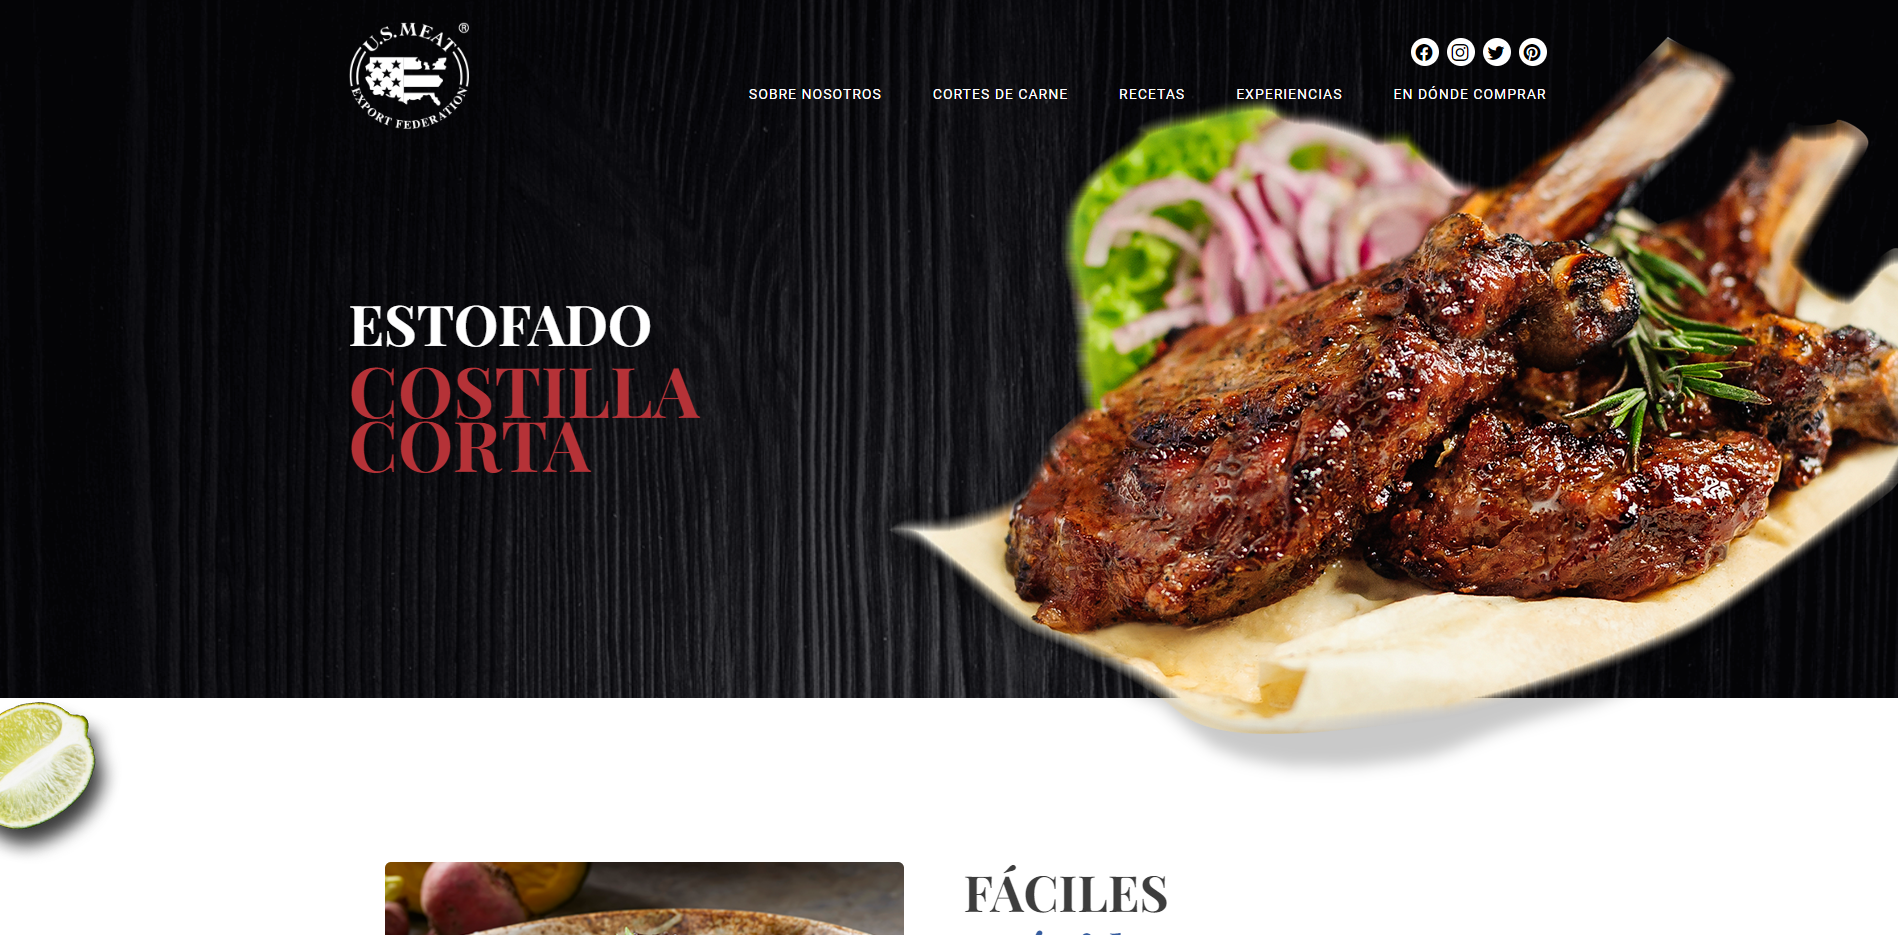 U.S. MEAT ®
EXPORT FEDERATION
SOBRE NOSOTROS
CORTES DE CARNE
RECETAS
EXPERIENCIAS
EN DÓNDE COMPRAR
ESTOFADO
COSTILLA
CORTA
FÁCILES